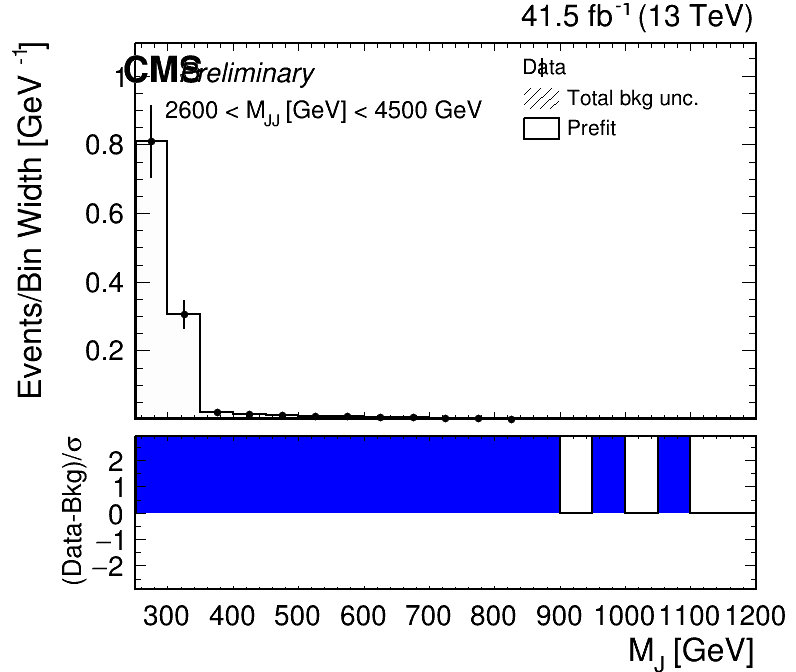 41.5 fb-1 (13 TeV)
CMS Preliminary
2600 < MJJ [GeV] < 4500 GeV
Data
Total bkg unc.
Prefit
Events/Bin Width [GeV-1]
1
0.8
0.6
0.4
0.2
(Data-Bkg)/σ
2
1
0
−1
−2
300 400 500 600 700 800 900 1000 1100 1200
MJ [GeV]